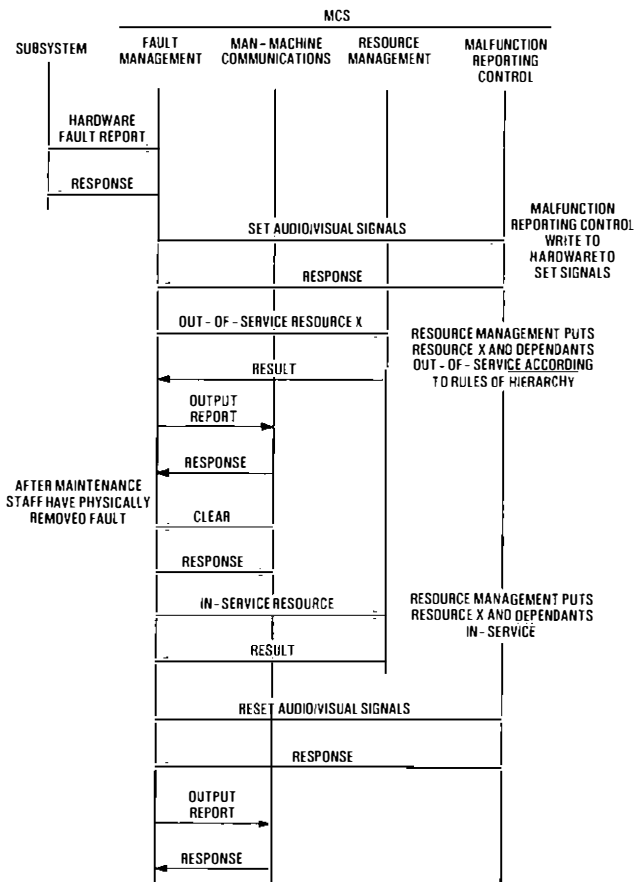 MCS
SUBSYSTEM
FAULT
MANAGEMENT
MAN-MACHINE
COMMUNICATIONS
RESOURCE
MANAGEMENT
MALFUNCTION
REPORTING
CONTROL
HARDWARE
FAULT REPORT
RESPONSE
SET AUDIO/VISUAL SIGNALS
MALFUNCTION
REPORTING CONTROL
WRITE TO
HARDWARE TO
SET SIGNALS
RESPONSE
OUT-OF-SERVICE RESOURCE X
RESOURCE MANAGEMENT PUTS
RESOURCE X AND DEPENDANTS
OUT-OF-SERVICE ACCORDING
TO RULES OF HIERARCHY
RESULT
OUTPUT
REPORT
RESPONSE
AFTER MAINTENANCE
STAFF HAVE PHYSICALLY
REMOVED FAULT
CLEAR
RESPONSE
IN-SERVICE RESOURCE
RESOURCE MANAGEMENT PUTS
RESOURCE X AND DEPENDANTS
IN-SERVICE
RESULT
RESET AUDIO/VISUAL SIGNALS
RESPONSE
OUTPUT
REPORT
RESPONSE